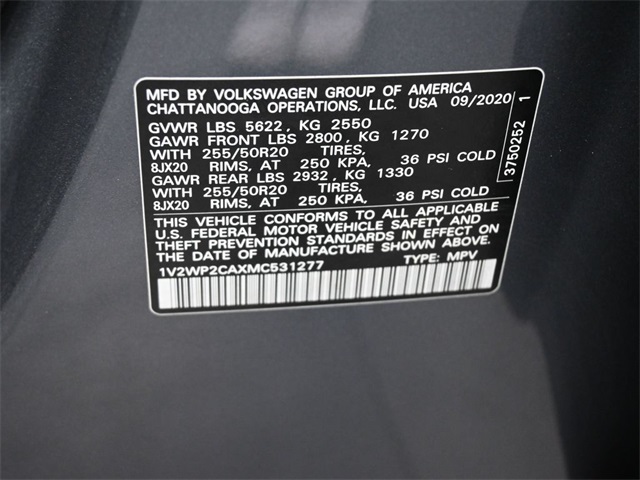 MFD BY VOLKSWAGEN GROUP OF AMERICA
CHATTANOOGA OPERATIONS, LLC. USA 09/2020
GVWR LBS 5622, KG 2550
GAWR FRONT LBS 2800, KG 1270
WITH 255/50R20 TIRES,
8JX20 RIMS, AT 250 KPA, 36 PSI COLD
GAWR REAR LBS 2932, KG 1330
WITH 255/50R20 TIRES,
8JX20 RIMS, AT 250 KPA, 36 PSI COLD
THIS VEHICLE CONFORMS TO ALL APPLICABLE
U.S. FEDERAL MOTOR VEHICLE SAFETY AND
THEFT PREVENTION STANDARDS IN EFFECT ON
THE DATE OF MANUFACTURE SHOWN ABOVE.
1V2WP2CAXMC531277 TYPE: MPV
3750252 1